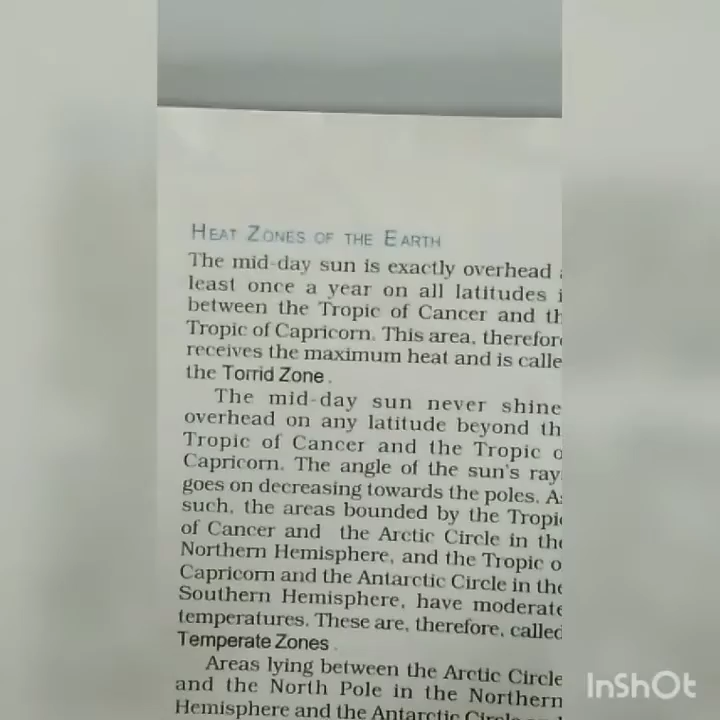 HEAT ZONES OF THE EARTH
The mid-day sun is exactly overhead
least once a year on all latitudes
between the Tropic of Cancer and th
Tropic of Capricorn. This area, therefor
receives the maximum heat and is calle
the Torrid Zone.
The mid-day sun never shine
overhead on any latitude beyond th
Tropic of Cancer and the Tropic o
Capricorn. The angle of the sun's ray
goes on decreasing towards the poles. As
such, the areas bounded by the Tropi
of Cancer and the Arctic Circle in the
Northern Hemisphere, and the Tropic o
Capricorn and the Antarctic Circle in the
Southern Hemisphere, have moderate
temperatures. These are, therefore, called
Temperate Zones.
Areas lying between the Arctic Circle
and the North Pole in the Northern
Hemisphere and the Antarctic Circle
InShOt